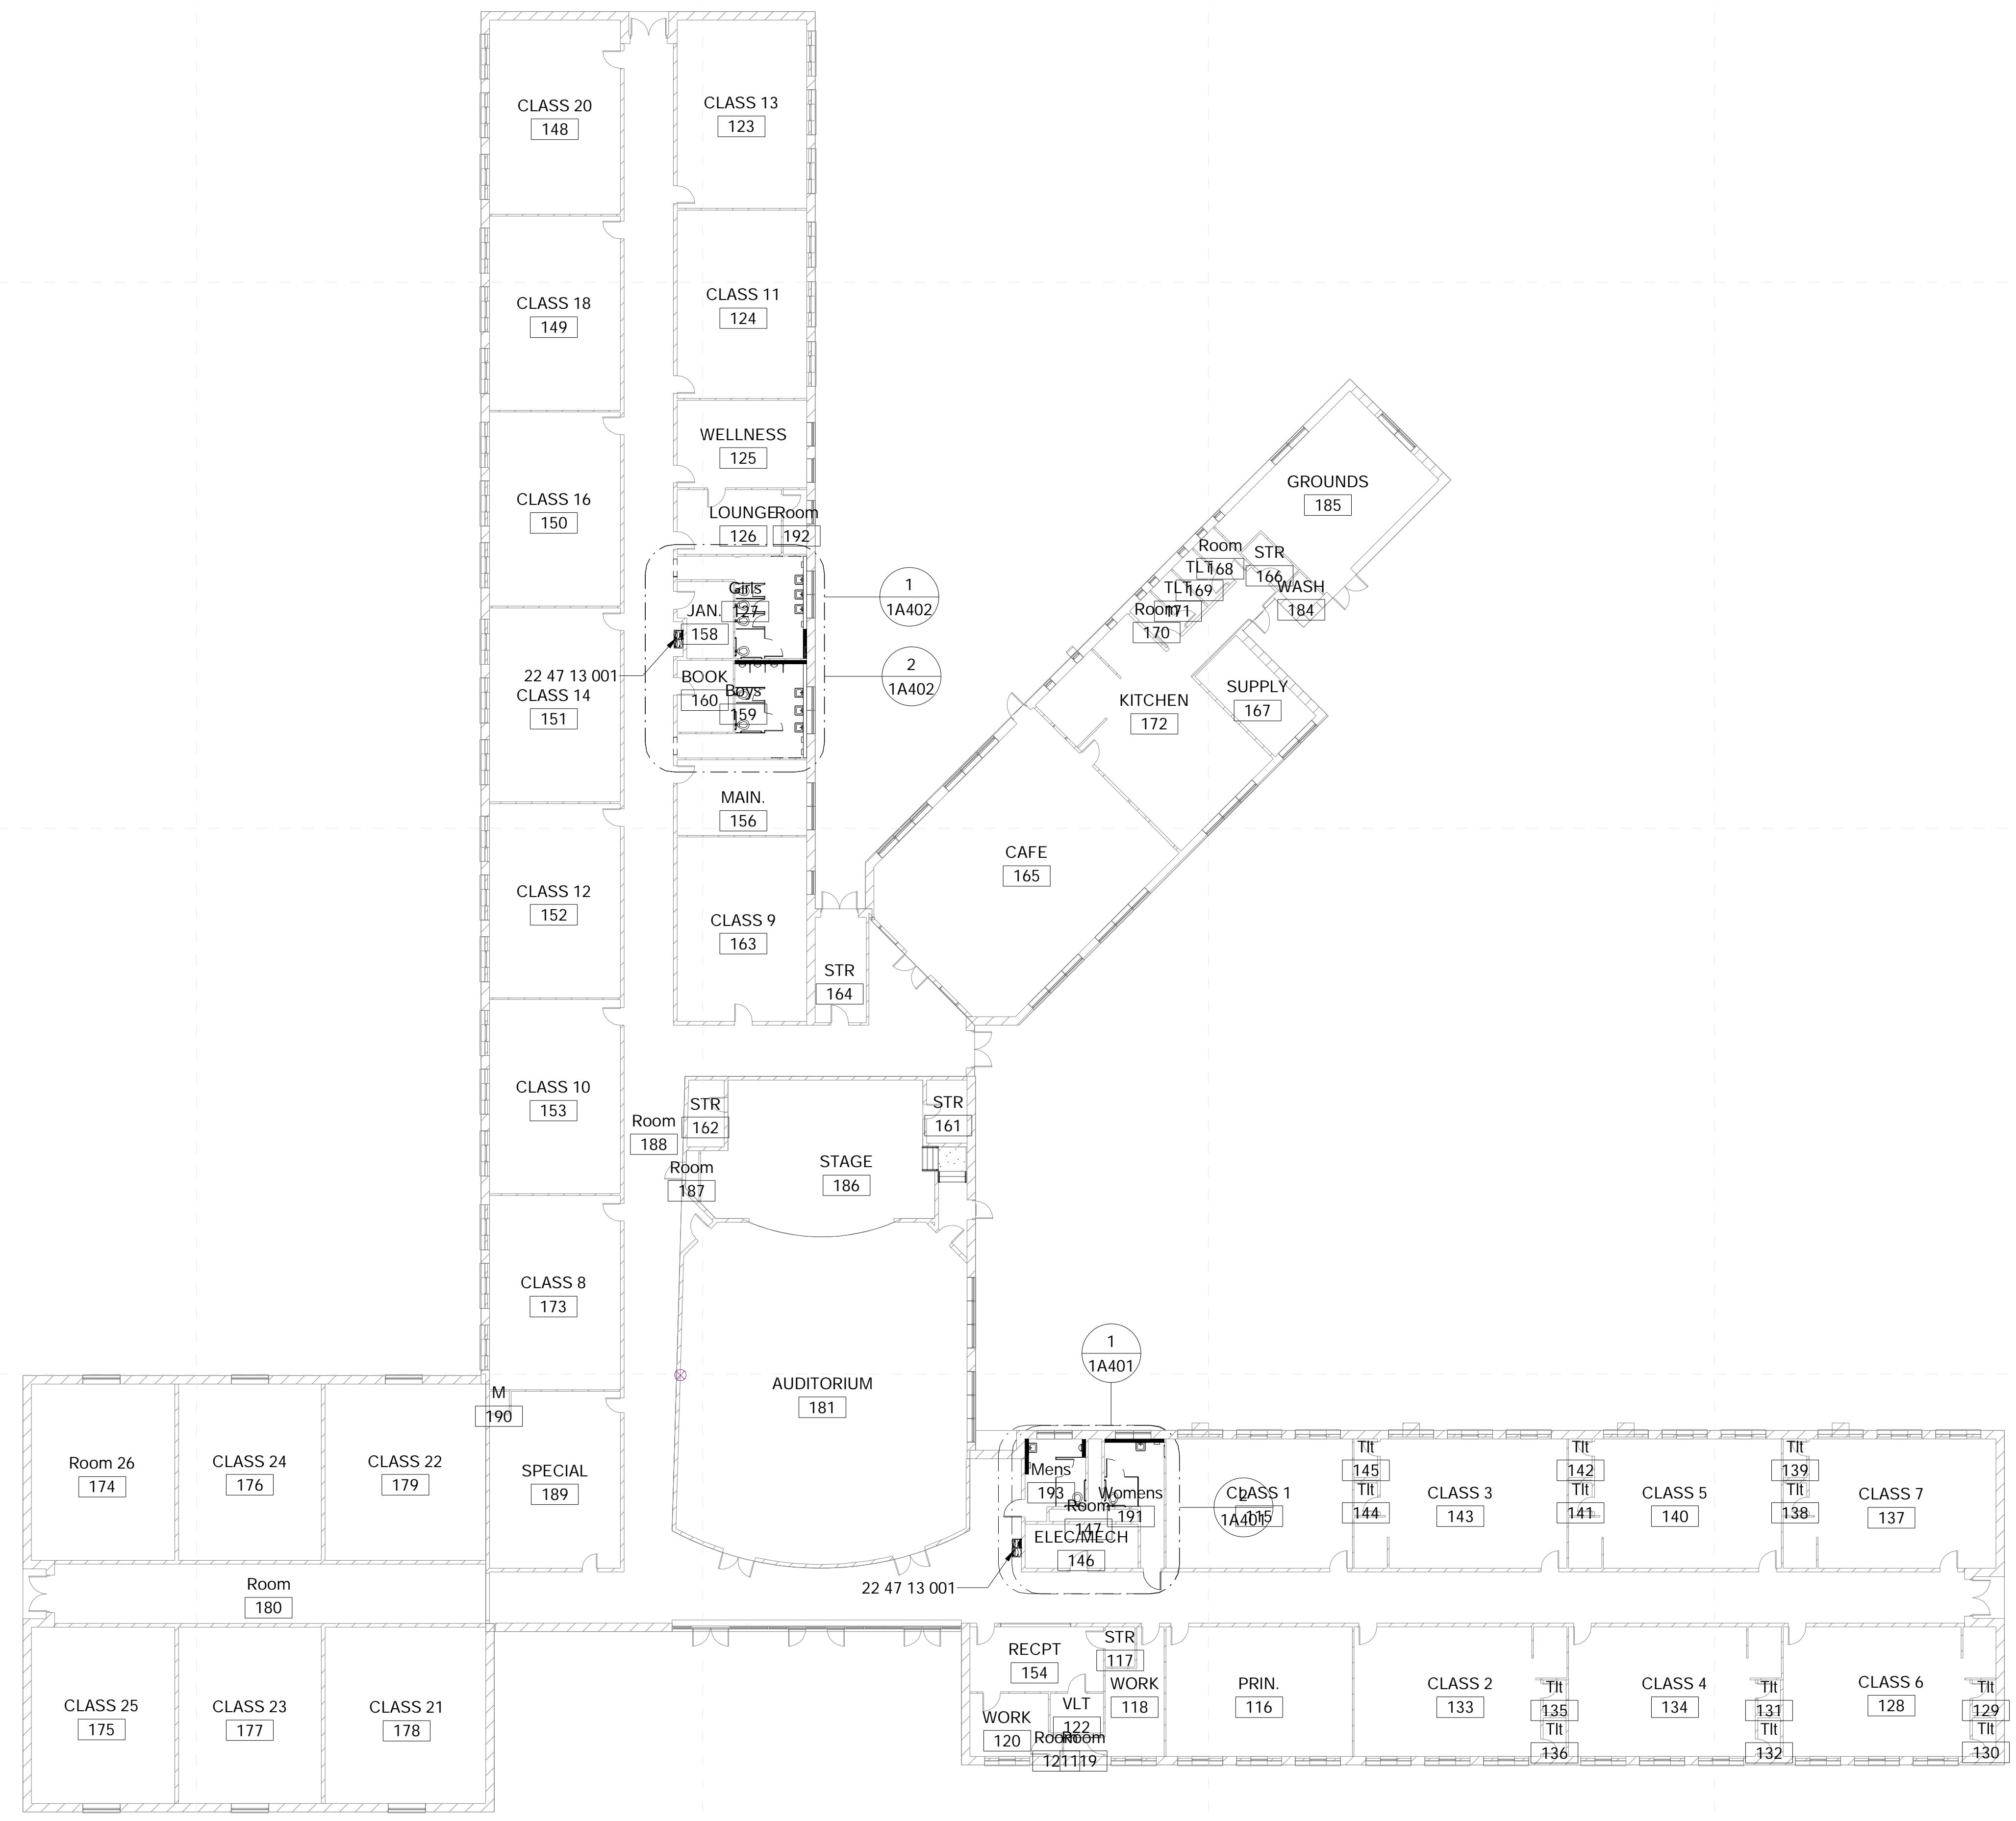 CLASS 20
148
CLASS 13
123
CLASS 18
149
CLASS 11
124
WELLNESS
125
CLASS 16
150
LOUNGE
126
Room
192
GROUNDS
185
Room
168
STR
166
TLT
169
WASH
184
TLT
171
Room
170
1
1A402
Girls
127
JAN.
158
22 47 13 001
2
1A402
BOOK
160
Boys
159
CLASS 14
151
SUPPLY
167
KITCHEN
172
MAIN.
156
CAFE
165
CLASS 12
152
CLASS 9
163
STR
164
CLASS 10
153
STR
162
STR
161
Room
188
Room
187
STAGE
186
CLASS 8
173
AUDITORIUM
181
1
1A401
M
190
Room 26
174
CLASS 24
176
CLASS 22
179
SPECIAL
189
Mens
193
Womens
191
Room
147
ELEC/MECH
146
22 47 13 001
CLASS 1
115
2
1A401
Tlt
145
Tlt
144
CLASS 3
143
Tlt
142
Tlt
141
CLASS 5
140
Tlt
139
Tlt
138
CLASS 7
137
Room
180
RECPT
154
STR
117
WORK
118
WORK
120
VLT
122
Room
121
Room
119
PRIN.
116
CLASS 2
133
Tlt
135
Tlt
136
CLASS 4
134
Tlt
131
Tlt
132
CLASS 6
128
Tlt
129
Tlt
130
CLASS 25
175
CLASS 23
177
CLASS 21
178